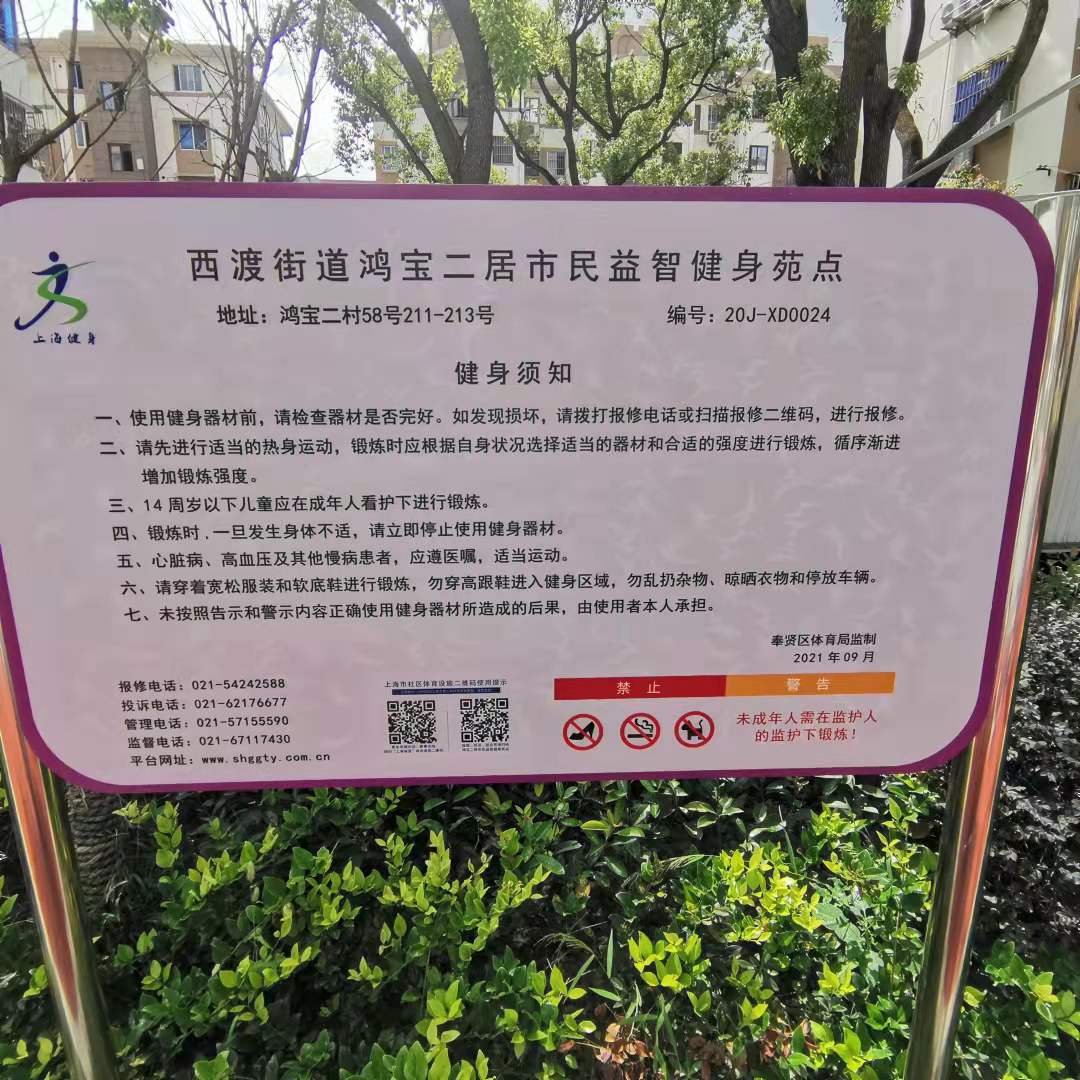 西渡街道鸿宝二居市民益智健身苑点
地址：鸿宝二村58号211-213号
编号：20J-XD0024
上海健身
健身须知
一、使用健身器材前，请检查器材是否完好。如发现损坏，请拨打报修电话或扫描报修二维码，进行报修。
二、请先进行适当的热身运动，锻炼时应根据自身状况选择适当的器材和合适的强度进行锻炼，循序渐进
增加锻炼强度。
三、14周岁以下儿童应在成年人看护下进行锻炼。
四、锻炼时，一旦发生身体不适，请立即停止使用健身器材。
五、心脏病、高血压及其他慢病患者，应遵医嘱，适当运动。
六、请穿着宽松服装和软底鞋进行锻炼，勿穿高跟鞋进入健身区域，勿乱扔杂物、晾晒衣物和停放车辆。
七、未按照告示和警示内容正确使用健身器材所造成的后果，由使用者本人承担。
奉贤区体育局监制
2021年09月
报修电话：021-54242588
投诉电话：021-62176677
管理电话：021-57155590
监督电话：021-67117430
平台网址：www.shggty.com.cn
上海市社区体育设施二维码使用提示
禁止
警告
未成年人需在监护人
的监护下锻炼！